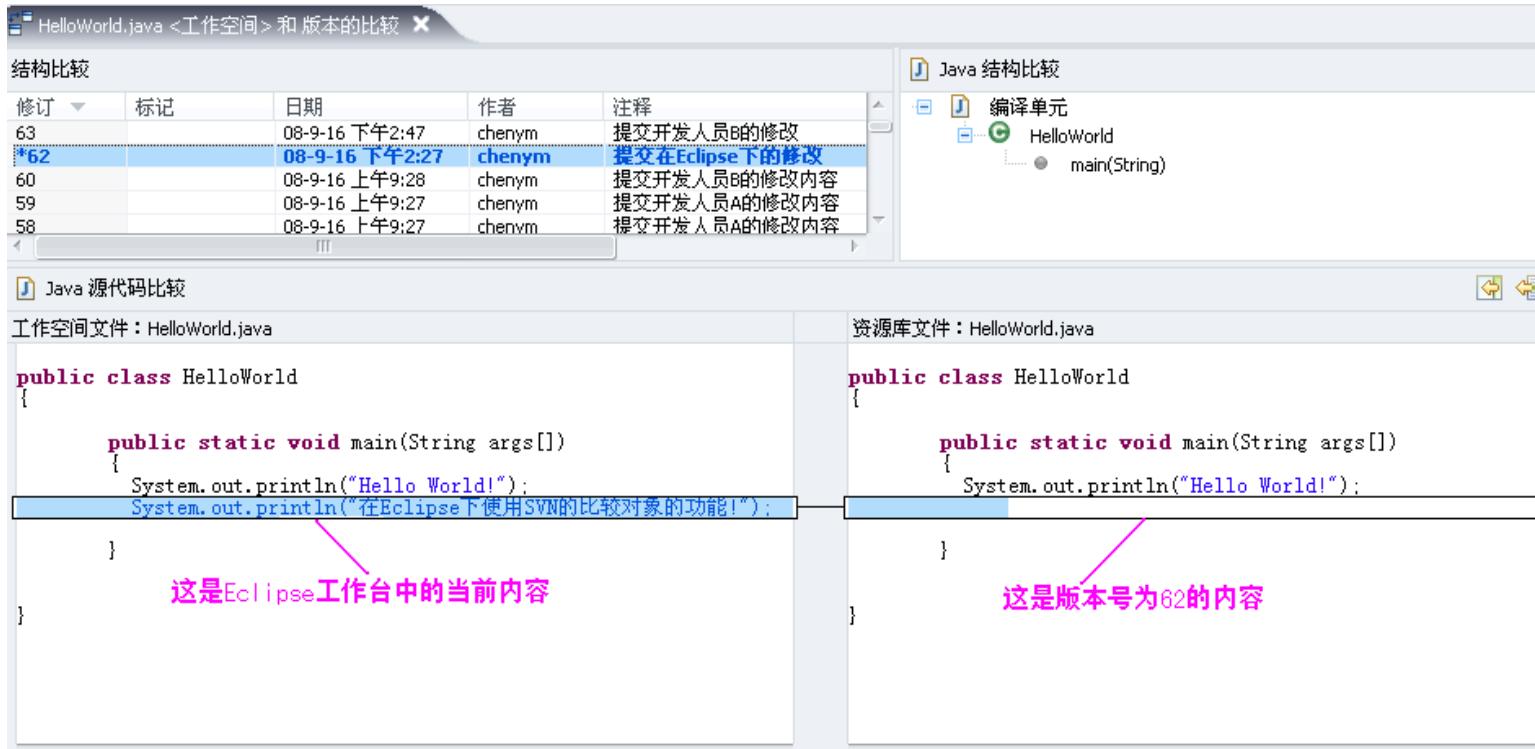 HelloWorld.java <工作空间> 和 版本的比较
结构比较
修订 标记 日期 作者 注释
63 08-9-16 下午2:47 chenym 提交开发人员B的修改
*62 08-9-16 下午2:27 chenym 提交在Eclipse下的修改
60 08-9-16 上午9:28 chenym 提交开发人员B的修改内容
59 08-9-16 上午9:27 chenym 提交开发人员A的修改内容
58 08-9-16 上午9:27 chenym 提交开发人员A的修改内容
Java 结构比较
编译单元
HelloWorld
main(String)
Java 源代码比较
工作空间文件：HelloWorld.java
public class HelloWorld
{
public static void main(String args[])
{
System.out.println("Hello World!");
System.out.println("在Eclipse下使用SVN的比较对象的功能!");
}
这是Eclipse工作台中的当前内容
}
资源库文件：HelloWorld.java
public class HelloWorld
{
public static void main(String args[])
{
System.out.println("Hello World!");
}
这是版本号为62的内容
}